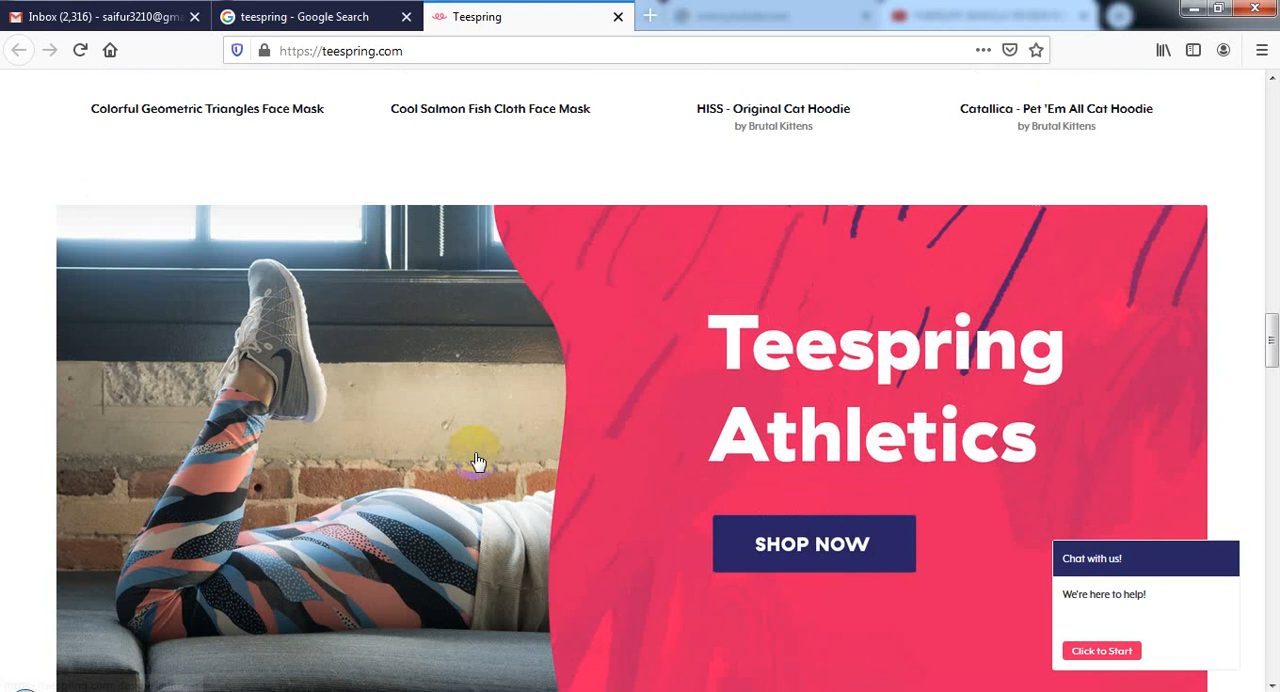 Inbox (2,316) - saifur3210@gma
teespring - Google Search
Teespring
https://teespring.com
Colorful Geometric Triangles Face Mask
Cool Salmon Fish Cloth Face Mask
HISS - Original Cat Hoodie
by Brutal Kittens
Catallica - Pet 'Em All Cat Hoodie
by Brutal Kittens
Teespring
Athletics
SHOP NOW
Chat with us!
We're here to help!
Click to Start